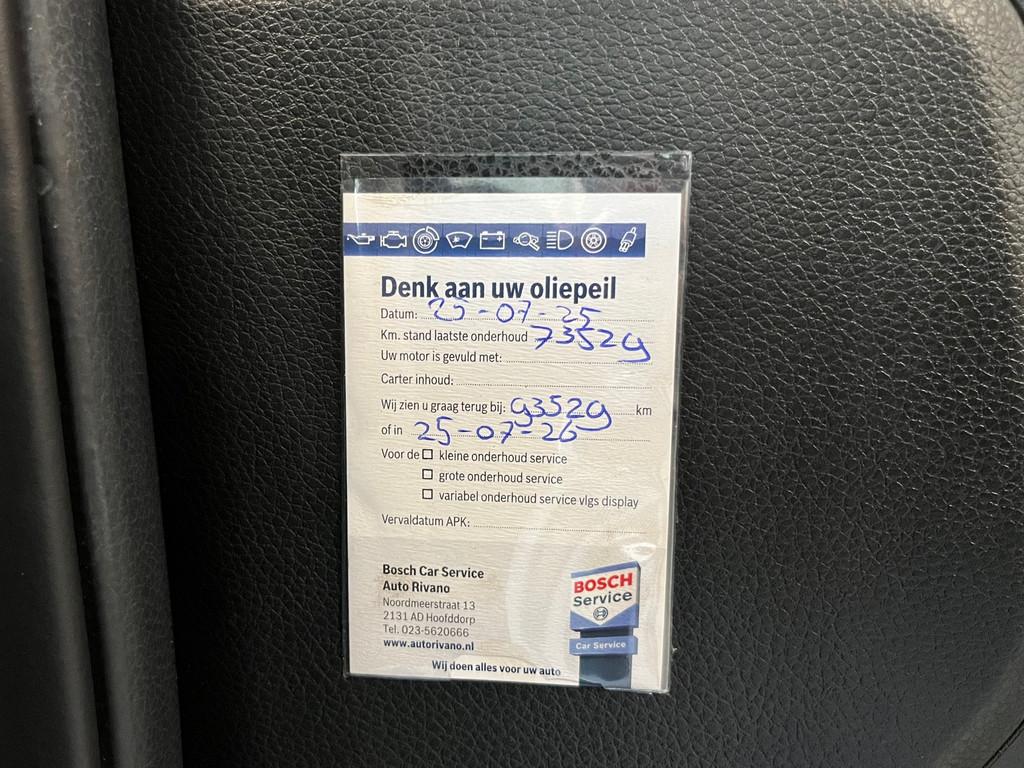 Denk aan uw oliepeil
Datum: 25-07-25
Km. stand laatste onderhoud 73529
Uw motor is gevuld met:
Carter inhoud:
Wij zien u graag terug bij: 93529 km
of in 25-07-26
Voor de □ kleine onderhoud service
□ grote onderhoud service
□ variabel onderhoud service vlgs display
Vervaldatum APK:
Bosch Car Service
Auto Rivano
Noordmeerstraat 13
2131 AD Hoofddorp
Tel. 023-5620666
www.autorivano.nl
Wij doen alles voor uw auto
BOSCH
Service
Car Service